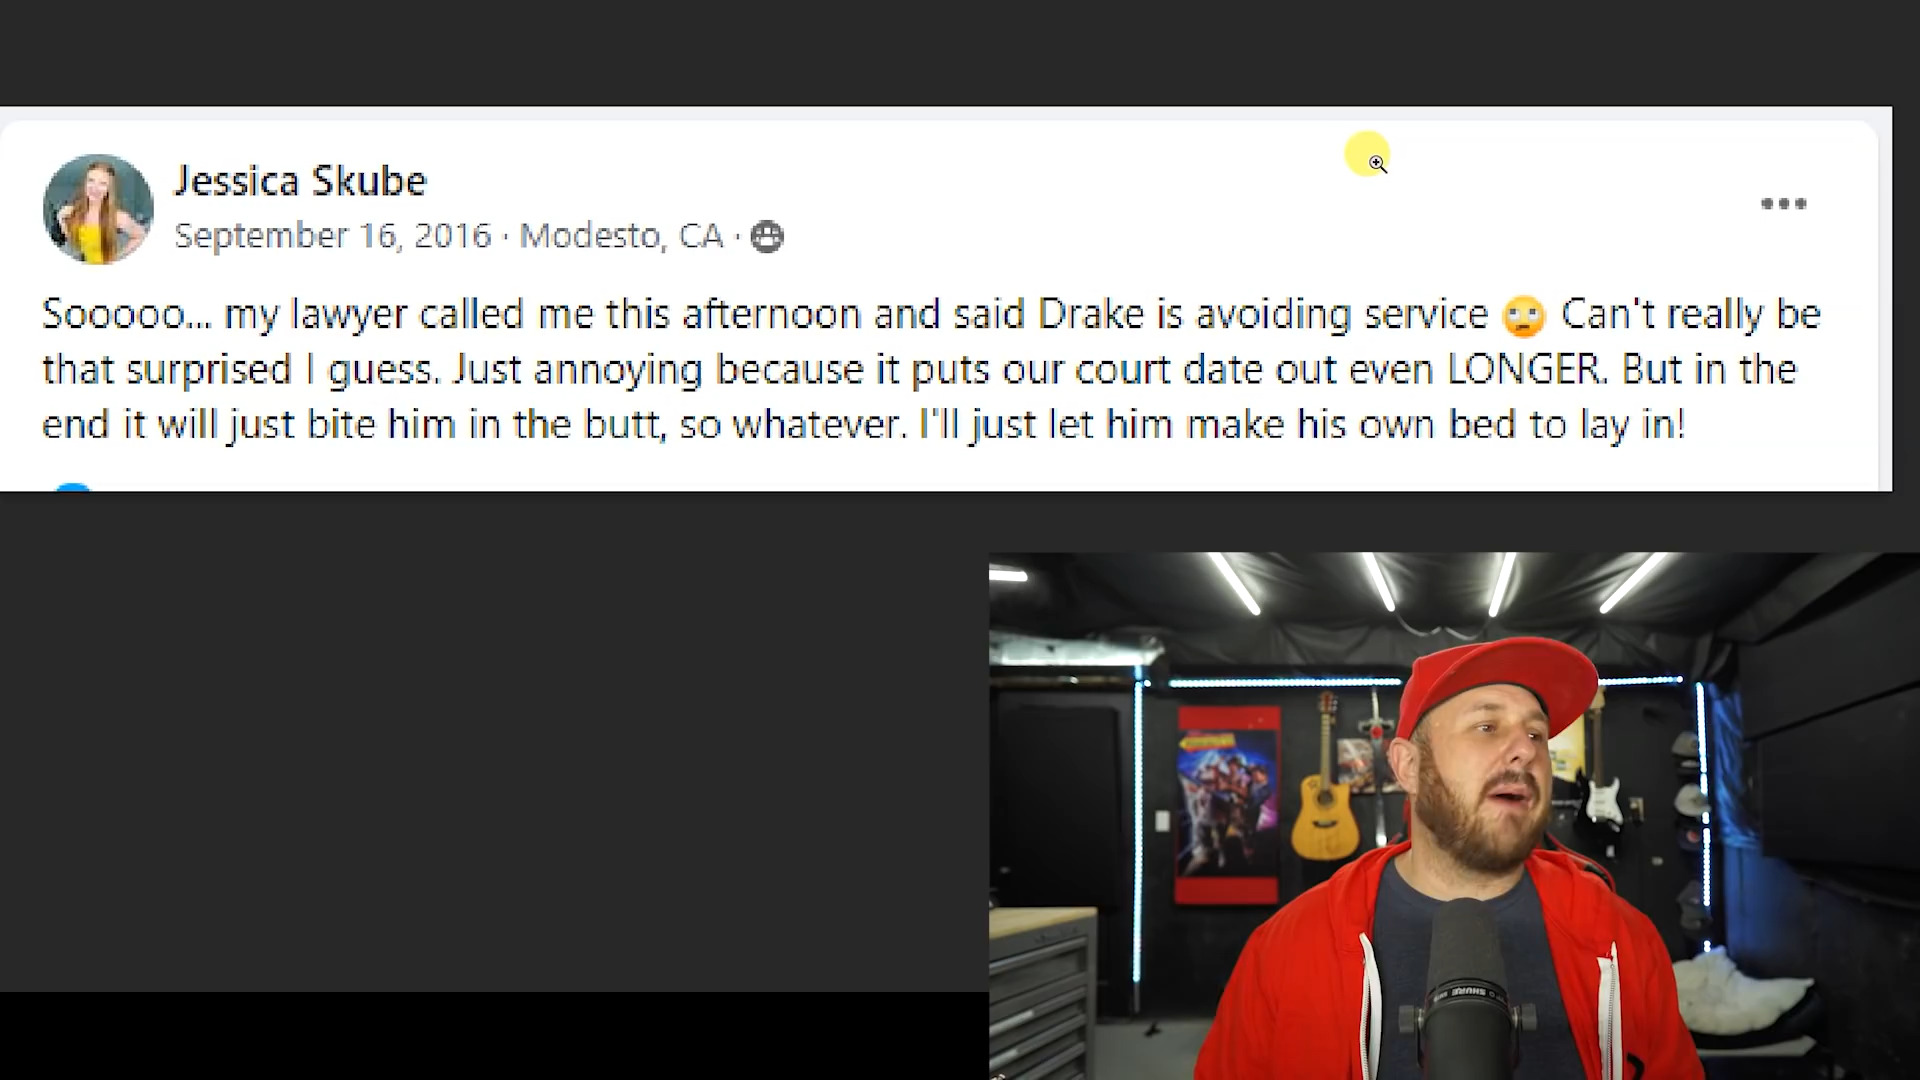 Jessica Skube
September 16, 2016 · Modesto, CA ·
Sooooo... my lawyer called me this afternoon and said Drake is avoiding service 🙄 Can't really be
that surprised I guess. Just annoying because it puts our court date out even LONGER. But in the
end it will just bite him in the butt, so whatever. I'll just let him make his own bed to lay in!
SHURE